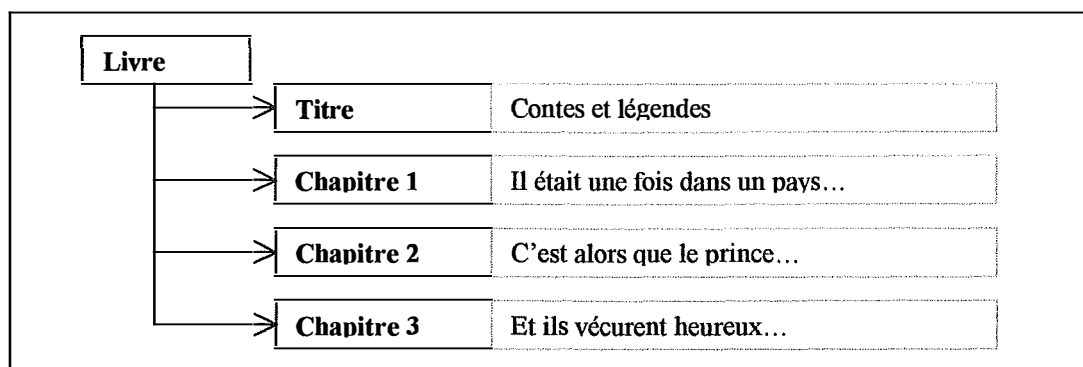 Livre
Titre Contes et légendes
Chapitre 1 Il était une fois dans un pays…
Chapitre 2 C’est alors que le prince…
Chapitre 3 Et ils vécurent heureux…